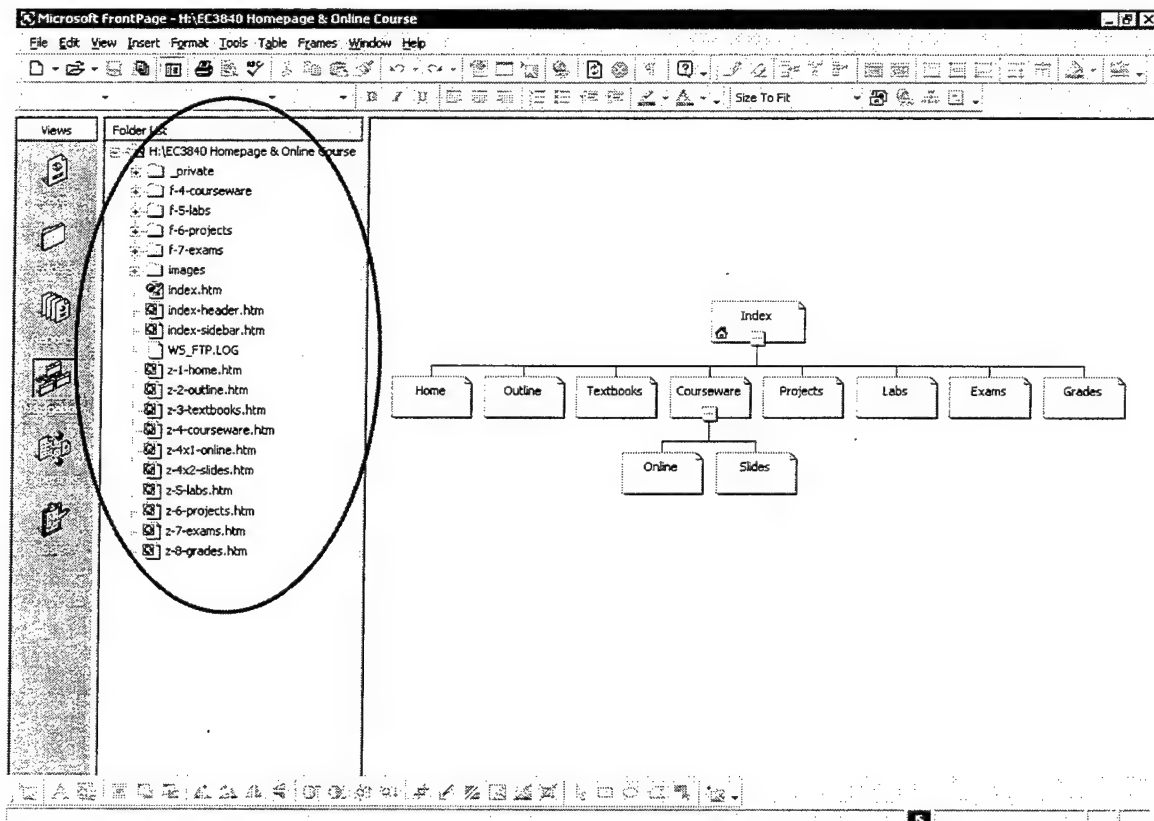 Microsoft FrontPage - H:\EC3840 Homepage & Online Course
File Edit View Insert Format Tools Table Frames Window Help
B I U Size To Fit
Views
Folder List
H:\EC3840 Homepage & Online Course
_private
f-4-courseware
f-5-labs
f-6-projects
f-7-exams
images
index.htm
index-header.htm
index-sidebar.htm
WS_FTP.LOG
z-1-home.htm
z-2-outline.htm
z-3-textbooks.htm
z-4-courseware.htm
z-4x1-online.htm
z-4x2-slides.htm
z-5-labs.htm
z-6-projects.htm
z-7-exams.htm
z-8-grades.htm
Index
Home Outline Textbooks Courseware Projects Labs Exams Grades
Online Slides